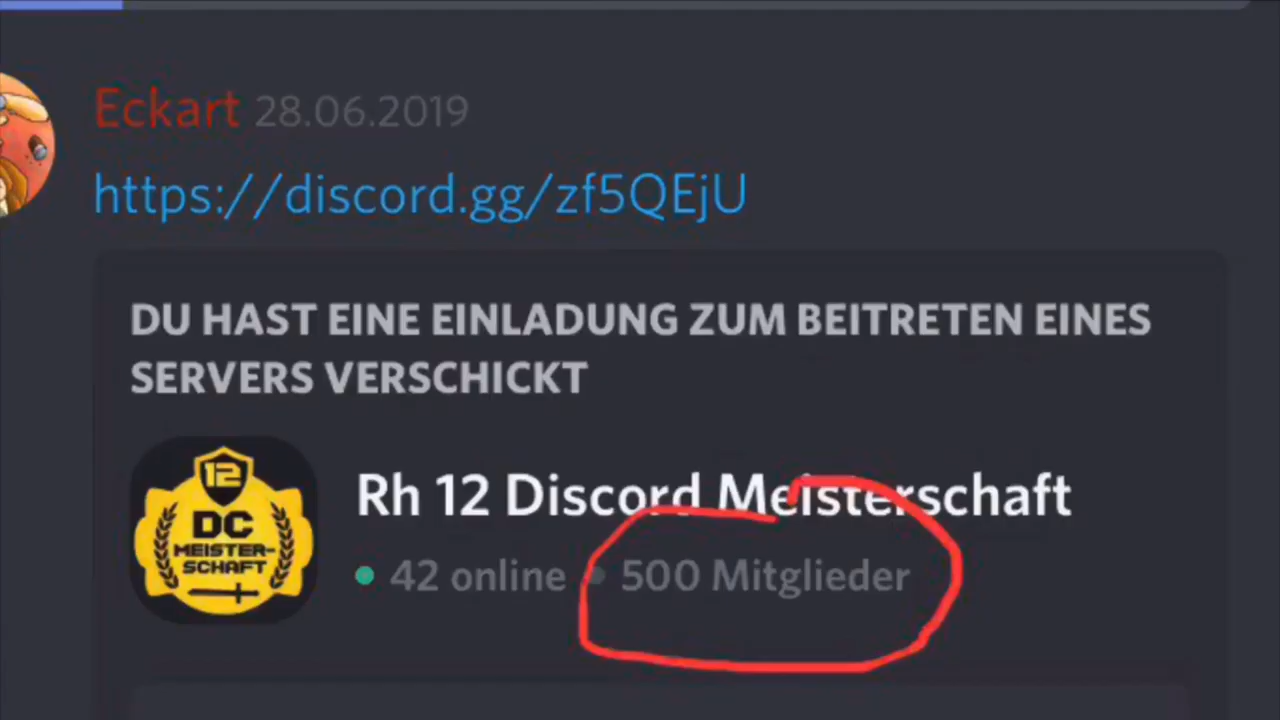 Eckart 28.06.2019
https://discord.gg/zf5QEjU
DU HAST EINE EINLADUNG ZUM BEITRETEN EINES
SERVERS VERSCHICKT
12
DC
MEISTER-
SCHAFT
Rh 12 Discord Meisterschaft
42 online 500 Mitglieder